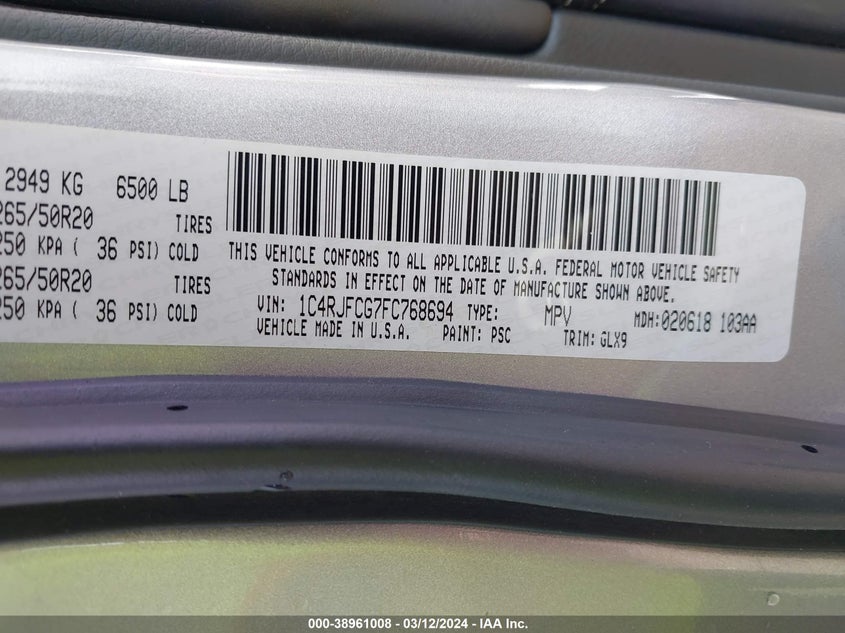 2949 KG 6500 LB
265/50R20 TIRES
250 KPA ( 36 PSI) COLD
265/50R20 TIRES
250 KPA ( 36 PSI) COLD
THIS VEHICLE CONFORMS TO ALL APPLICABLE U.S.A. FEDERAL MOTOR VEHICLE SAFETY
STANDARDS IN EFFECT ON THE DATE OF MANUFACTURE SHOWN ABOVE.
VIN: 1C4RJFCG7FC768694 TYPE: MPV MDH:020618 103AA
VEHICLE MADE IN U.S.A. PAINT: PSC TRIM: GLX9
000-38961008 - 03/12/2024 - IAA Inc.